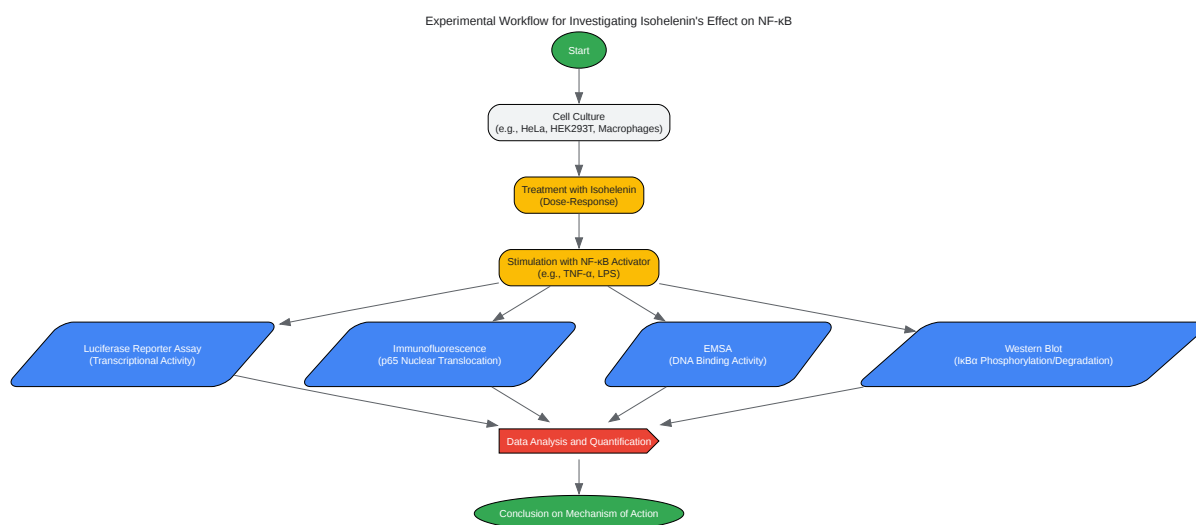 Experimental Workflow for Investigating Isohelenin's Effect on NF-κB
Start
Cell Culture
(e.g., HeLa, HEK293T, Macrophages)
Treatment with Isohelenin
(Dose-Response)
Stimulation with NF-κB Activator
(e.g., TNF-α, LPS)
Luciferase Reporter Assay
(Transcriptional Activity)
Immunofluorescence
(p65 Nuclear Translocation)
EMSA
(DNA Binding Activity)
Western Blot
(IκBα Phosphorylation/Degradation)
Data Analysis and Quantification
Conclusion on Mechanism of Action